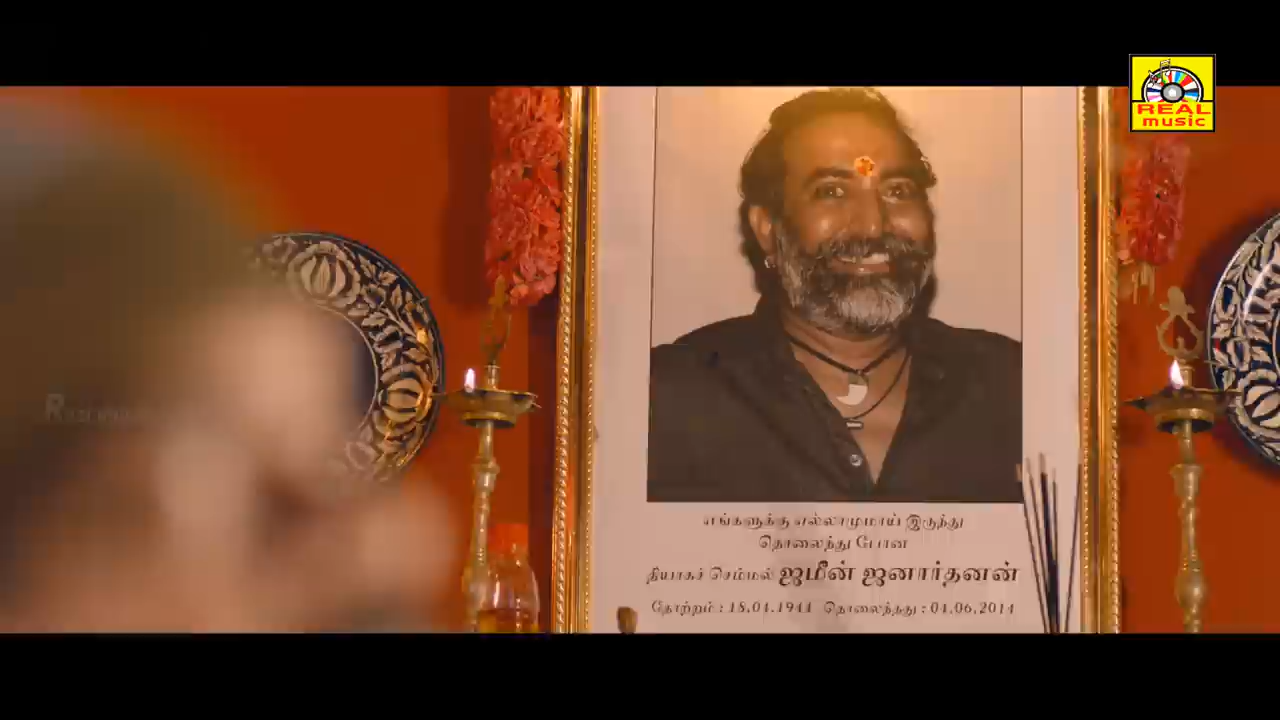 REAL
music
எங்களுக்கு எல்லாமுமாய் இருந்து
தொலைந்து போன
தியாகச் செம்மல் ஜமீன் ஜனார்தனன்
தோற்றம் : 18.04.1944 தொலைந்தது : 04.06.2014